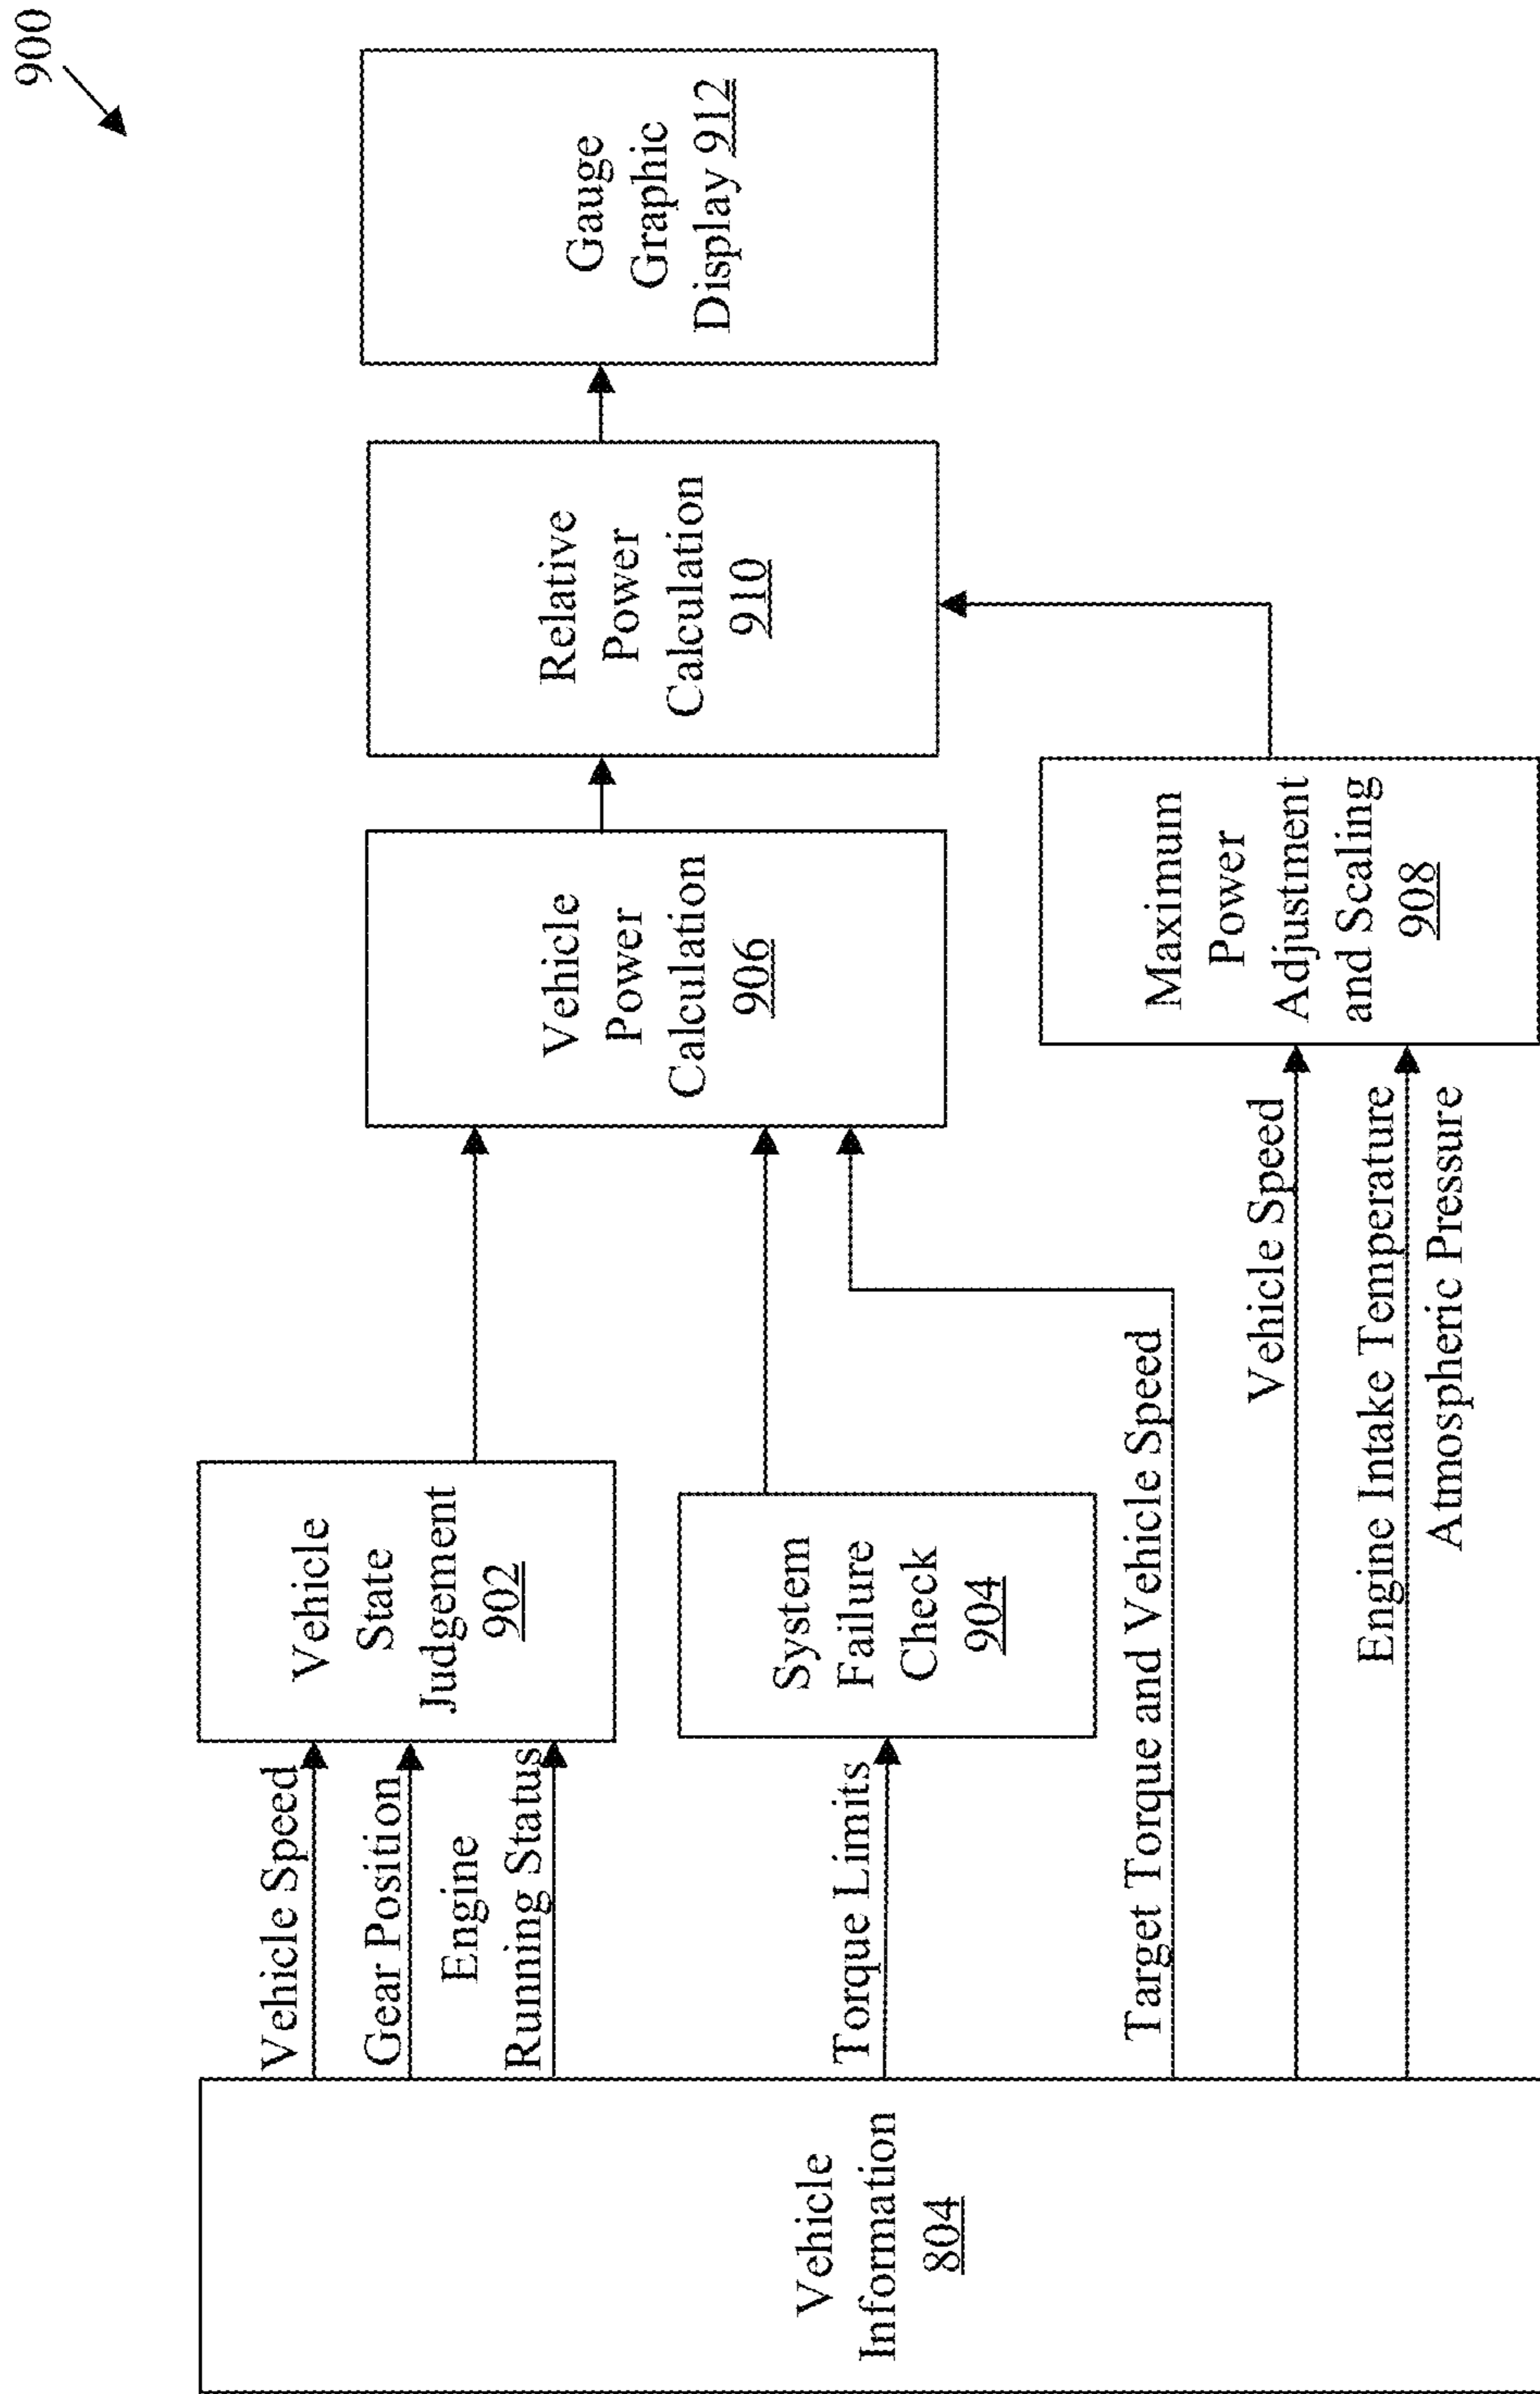 900
Vehicle
Information
804
Vehicle Speed
Gear Position
Engine
Running Status
Torque Limits
Target Torque and Vehicle Speed
Vehicle Speed
Engine Intake Temperature
Atmospheric Pressure
Vehicle
State
Judgement
902
System
Failure
Check
904
Vehicle
Power
Calculation
906
Maximum
Power
Adjustment
and Scaling
908
Relative
Power
Calculation
910
Gauge
Graphic
Display 912